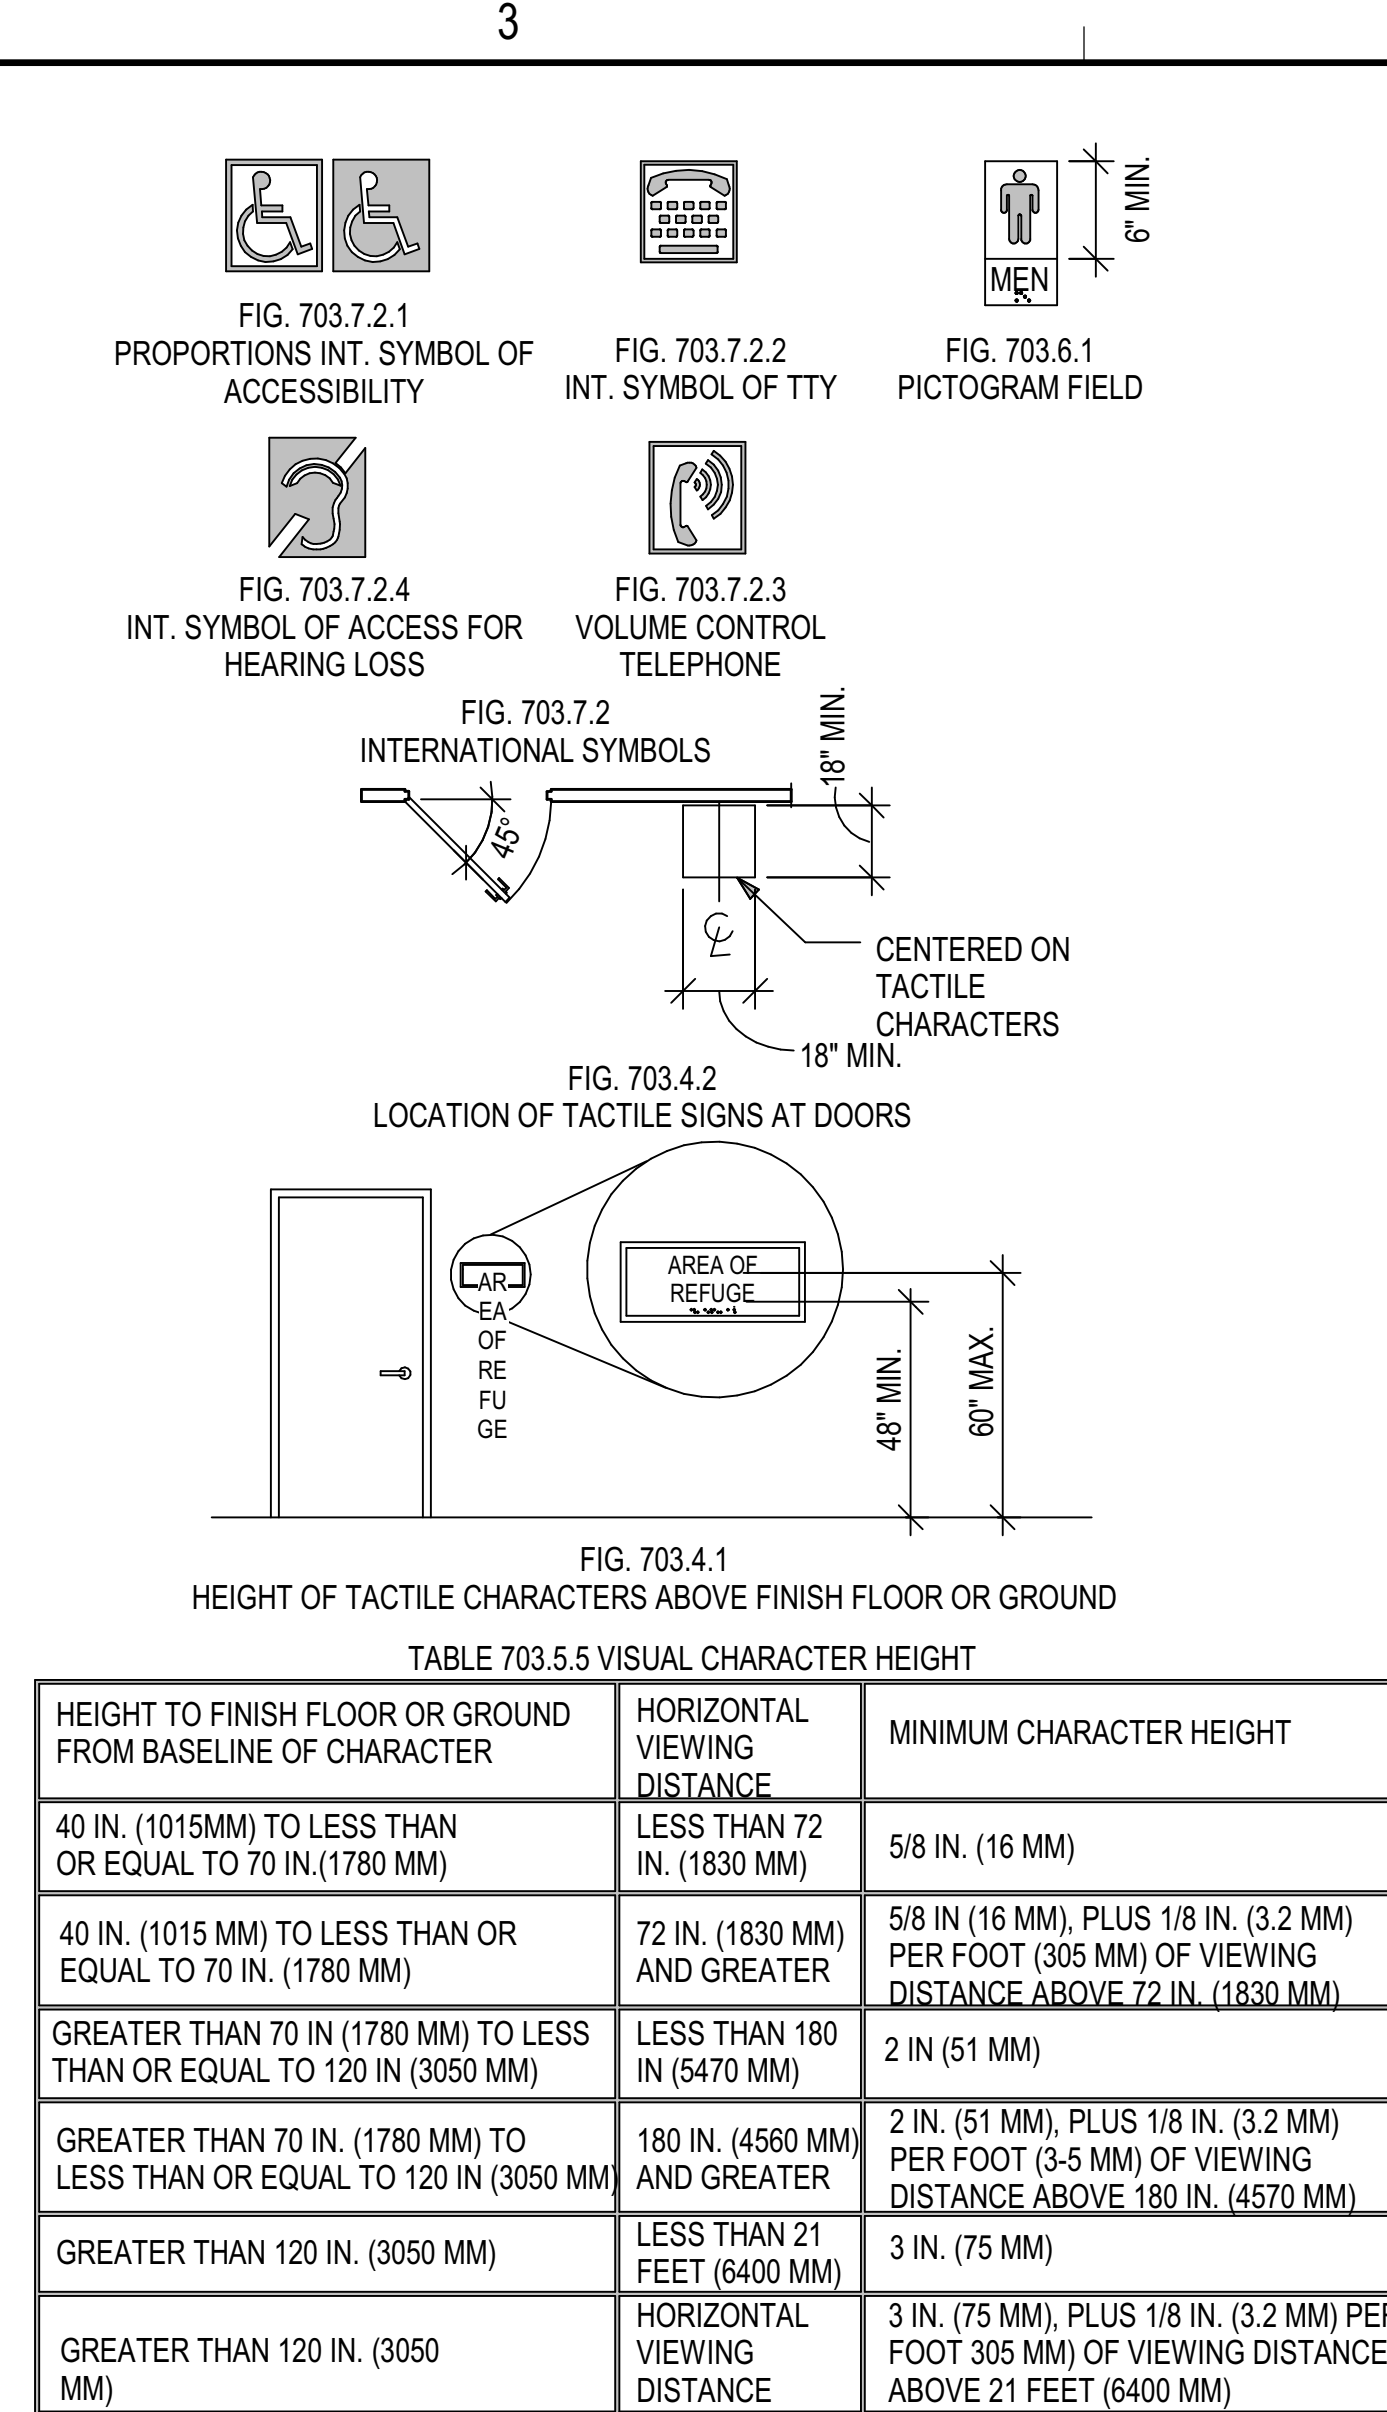 3
6" MIN.
MEN
FIG. 703.7.2.1
PROPORTIONS INT. SYMBOL OF
ACCESSIBILITY
FIG. 703.7.2.2
INT. SYMBOL OF TTY
FIG. 703.6.1
PICTOGRAM FIELD
FIG. 703.7.2.4
INT. SYMBOL OF ACCESS FOR
HEARING LOSS
FIG. 703.7.2.3
VOLUME CONTROL
TELEPHONE
FIG. 703.7.2
INTERNATIONAL SYMBOLS
18" MIN.
45°
CENTERED ON
TACTILE
CHARACTERS
18" MIN.
FIG. 703.4.2
LOCATION OF TACTILE SIGNS AT DOORS
AR
EA
OF
RE
FU
GE
AREA OF
REFUGE
48" MIN.
60" MAX.
FIG. 703.4.1
HEIGHT OF TACTILE CHARACTERS ABOVE FINISH FLOOR OR GROUND
TABLE 703.5.5 VISUAL CHARACTER HEIGHT
HEIGHT TO FINISH FLOOR OR GROUND
FROM BASELINE OF CHARACTER
HORIZONTAL
VIEWING
DISTANCE
MINIMUM CHARACTER HEIGHT
40 IN. (1015MM) TO LESS THAN
OR EQUAL TO 70 IN.(1780 MM)
LESS THAN 72
IN. (1830 MM)
5/8 IN. (16 MM)
40 IN. (1015 MM) TO LESS THAN OR
EQUAL TO 70 IN. (1780 MM)
72 IN. (1830 MM)
AND GREATER
5/8 IN (16 MM), PLUS 1/8 IN. (3.2 MM)
PER FOOT (305 MM) OF VIEWING
DISTANCE ABOVE 72 IN. (1830 MM)
GREATER THAN 70 IN (1780 MM) TO LESS
THAN OR EQUAL TO 120 IN (3050 MM)
LESS THAN 180
IN (5470 MM)
2 IN (51 MM)
GREATER THAN 70 IN. (1780 MM) TO
LESS THAN OR EQUAL TO 120 IN (3050 MM)
180 IN. (4560 MM)
AND GREATER
2 IN. (51 MM), PLUS 1/8 IN. (3.2 MM)
PER FOOT (3-5 MM) OF VIEWING
DISTANCE ABOVE 180 IN. (4570 MM)
GREATER THAN 120 IN. (3050 MM)
LESS THAN 21
FEET (6400 MM)
3 IN. (75 MM)
GREATER THAN 120 IN. (3050
MM)
HORIZONTAL
VIEWING
DISTANCE
3 IN. (75 MM), PLUS 1/8 IN. (3.2 MM) PER
FOOT 305 MM) OF VIEWING DISTANCE
ABOVE 21 FEET (6400 MM)